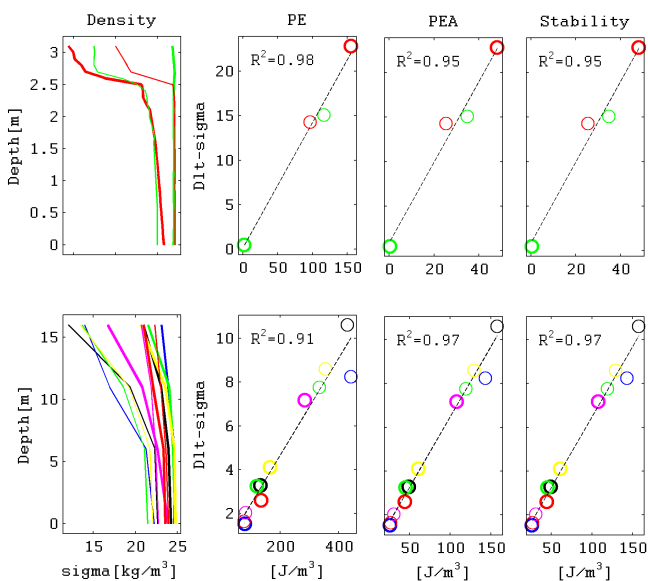 Density PE PEA Stability
3.5
3
2.5
2
1.5
1
0.5
0
Depth[m]
Dlt-sigma
20
15
10
5
0
R²=0.98
R²=0.95
R²=0.95
0 50 100 150
0 20 40
0 20 40
15
10
5
0
Depth[m]
Dlt-sigma
10
8
6
4
2
R²=0.91
R²=0.97
R²=0.97
15 20 25
200 400
50 100 150
50 100 150
sigma[kg/m³] [J/m³] [J/m³] [J/m³]